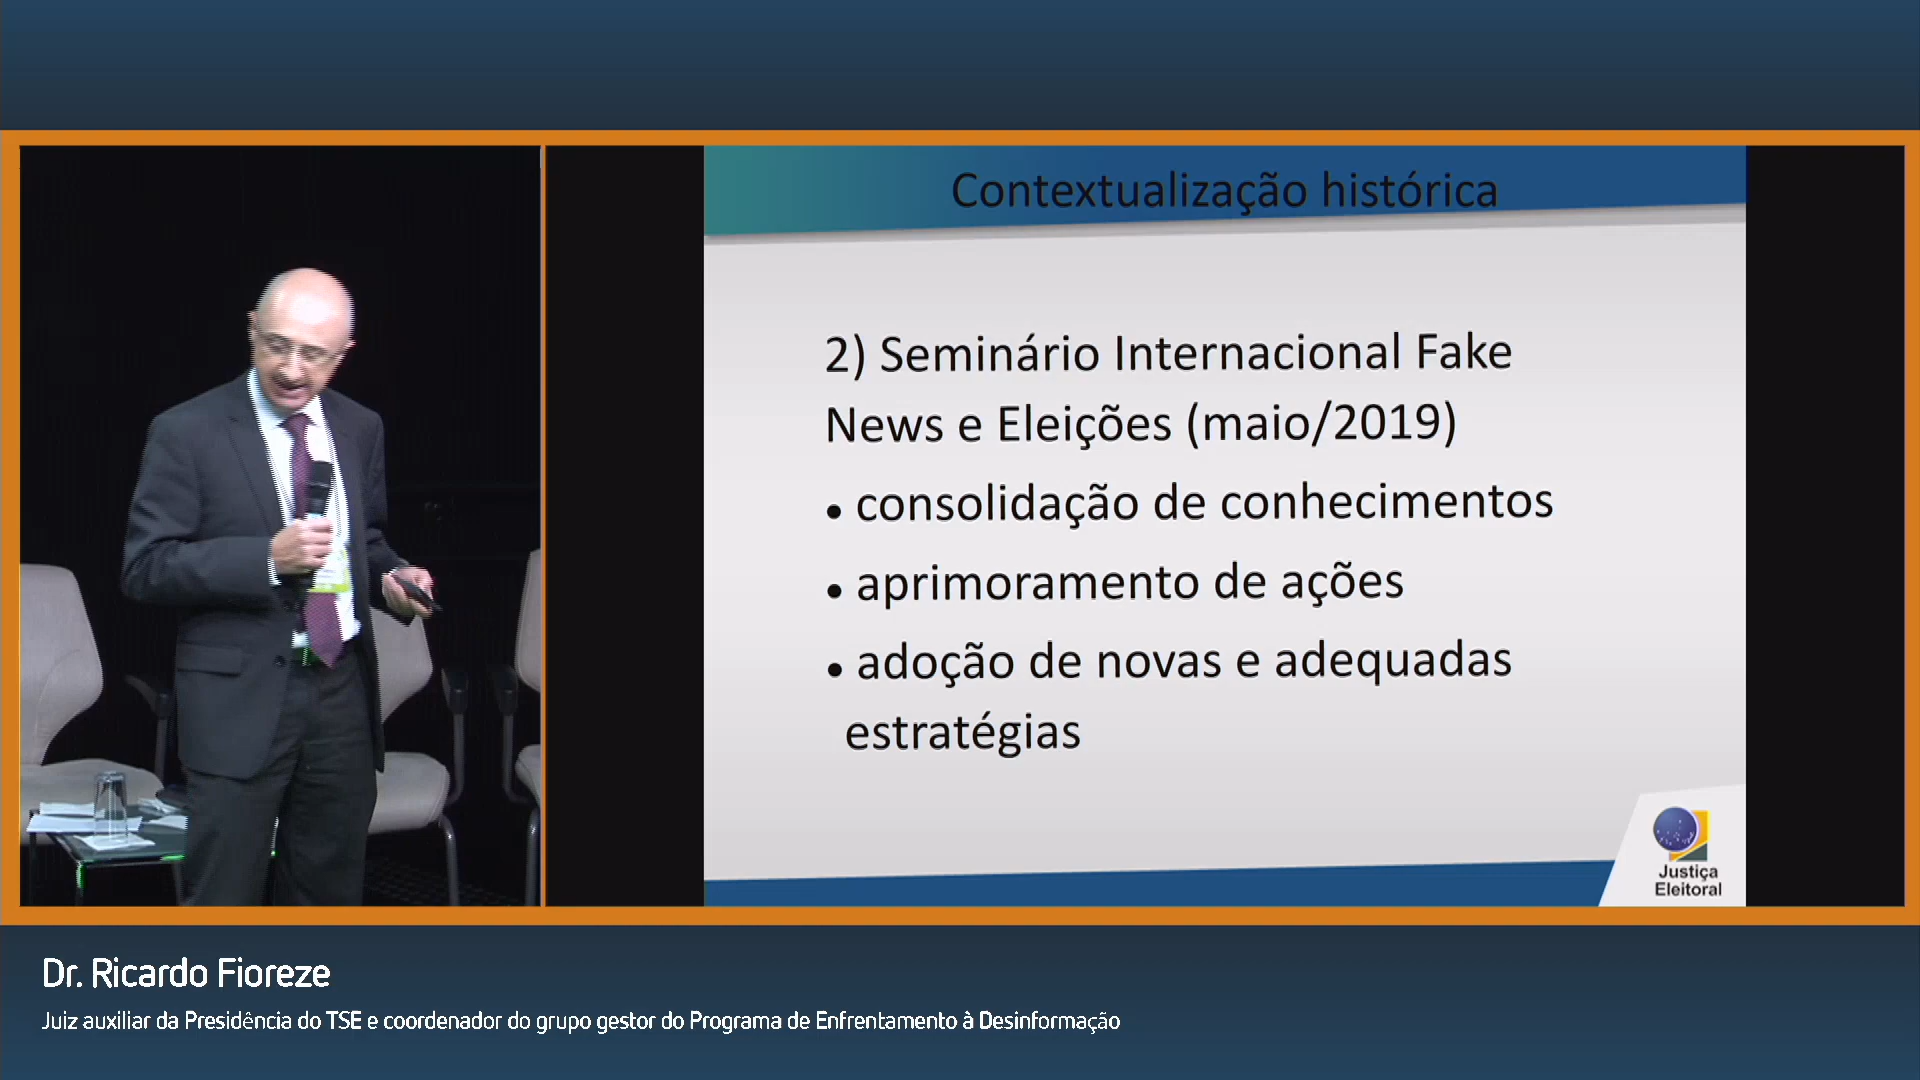 Contextualização histórica
2) Seminário Internacional Fake
News e Eleições (maio/2019)
• consolidação de conhecimentos
• aprimoramento de ações
• adoção de novas e adequadas
estratégias
Justiça
Eleitoral
Dr. Ricardo Fioreze
Juiz auxiliar da Presidência do TSE e coordenador do grupo gestor do Programa de Enfrentamento à Desinformação